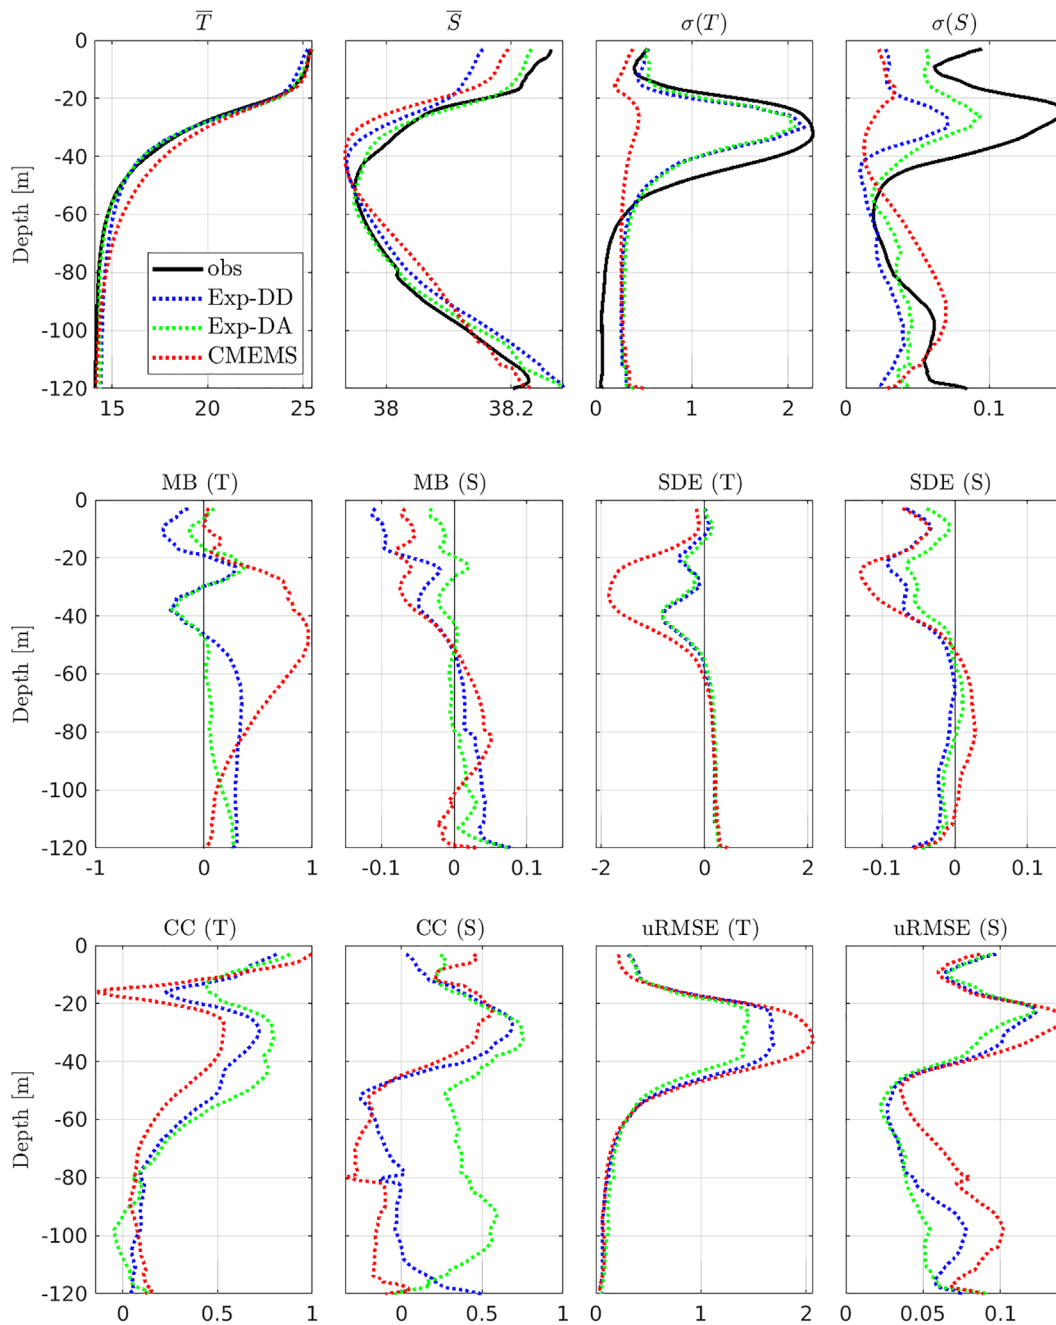 T̅ S̅ σ(T) σ(S)
0
-20
-40
-60
-80
-100
-120
Depth [m]
obs
Exp-DD
Exp-DA
CMEMS
15 20 25 38 38.2 0 1 2 0 0.1
MB (T) MB (S) SDE (T) SDE (S)
0
-20
-40
-60
-80
-100
-120
Depth [m]
-1 0 1 -0.1 0 0.1 -2 0 2 -0.1 0 0.1
CC (T) CC (S) uRMSE (T) uRMSE (S)
0
-20
-40
-60
-80
-100
-120
Depth [m]
0 0.5 1 0 0.5 1 0 1 2 0 0.05 0.1